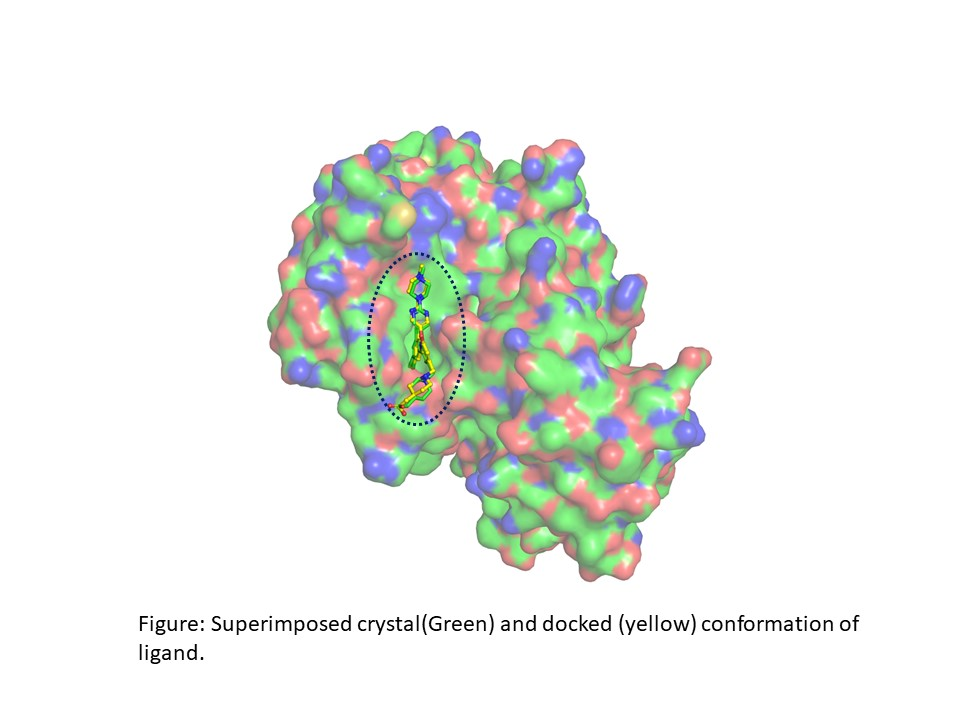 Figure: Superimposed crystal(Green) and docked (yellow) conformation of
ligand.